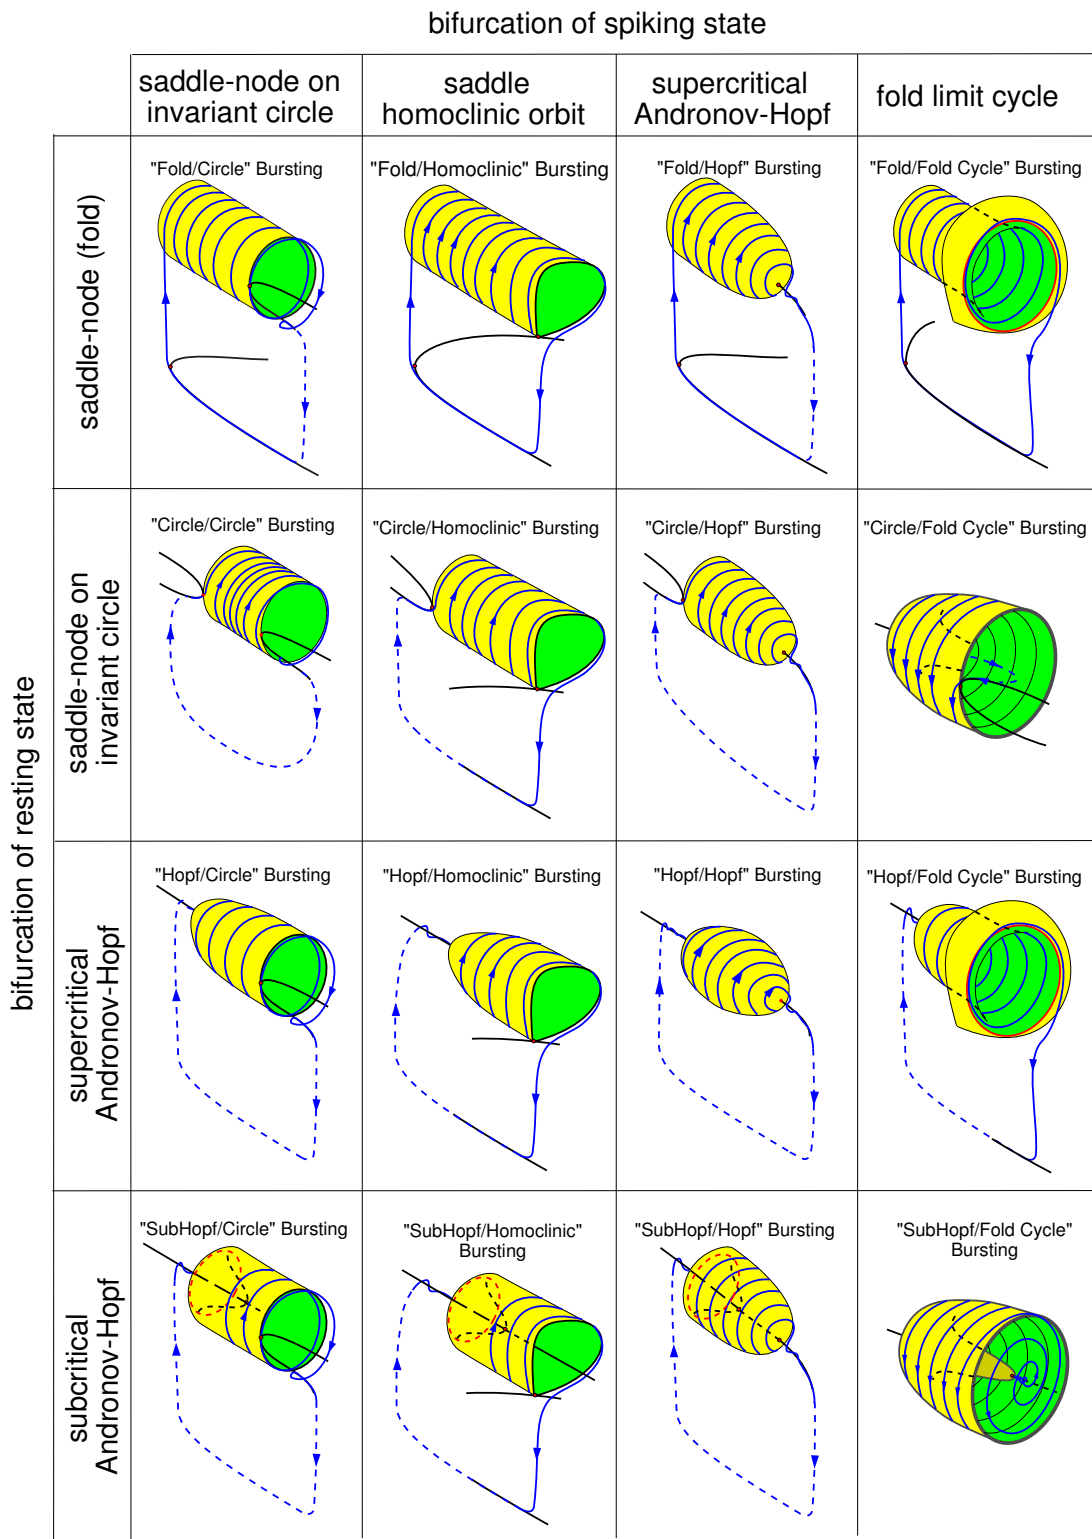 bifurcation of spiking state
saddle-node on
invariant circle
saddle
homoclinic orbit
supercritical
Andronov-Hopf
fold limit cycle
bifurcation of resting state
saddle-node (fold)
"Fold/Circle" Bursting
"Fold/Homoclinic" Bursting
"Fold/Hopf" Bursting
"Fold/Fold Cycle" Bursting
saddle-node on
invariant circle
"Circle/Circle" Bursting
"Circle/Homoclinic" Bursting
"Circle/Hopf" Bursting
"Circle/Fold Cycle" Bursting
supercritical
Andronov-Hopf
"Hopf/Circle" Bursting
"Hopf/Homoclinic" Bursting
"Hopf/Hopf" Bursting
"Hopf/Fold Cycle" Bursting
subcritical
Andronov-Hopf
"SubHopf/Circle" Bursting
"SubHopf/Homoclinic"
Bursting
"SubHopf/Hopf" Bursting
"SubHopf/Fold Cycle"
Bursting